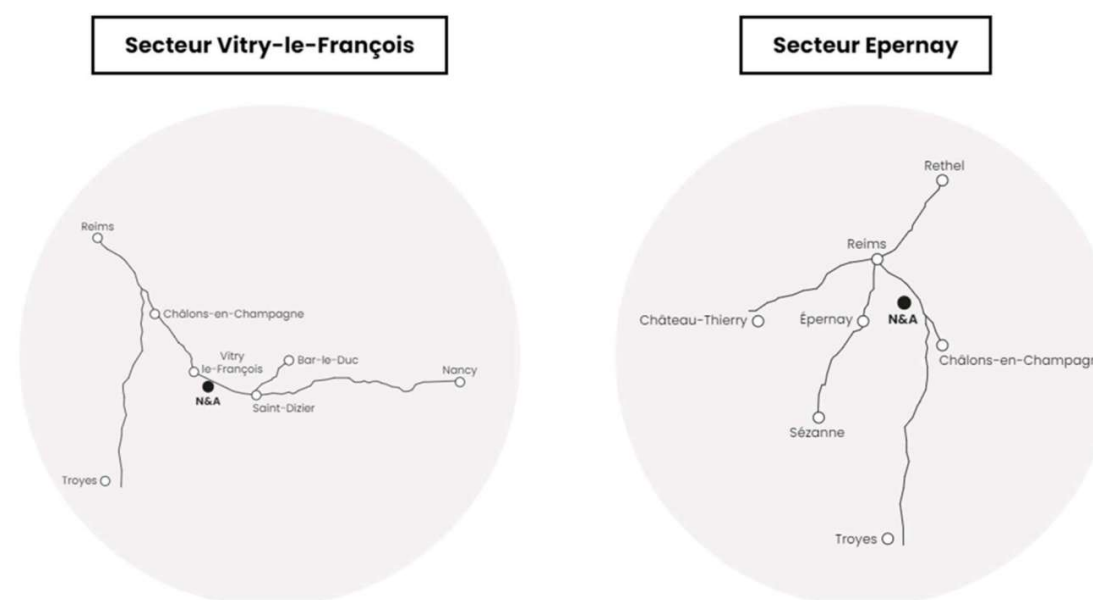 Secteur Vitry-le-François
Reims
Châlons-en-Champagne
Vitry
le-François
Bar-le-Duc
Nancy
N&A
Saint-Dizier
Troyes
Secteur Epernay
Rethel
Reims
Château-Thierry
Épernay
N&A
Châlons-en-Champagn
Sézanne
Troyes